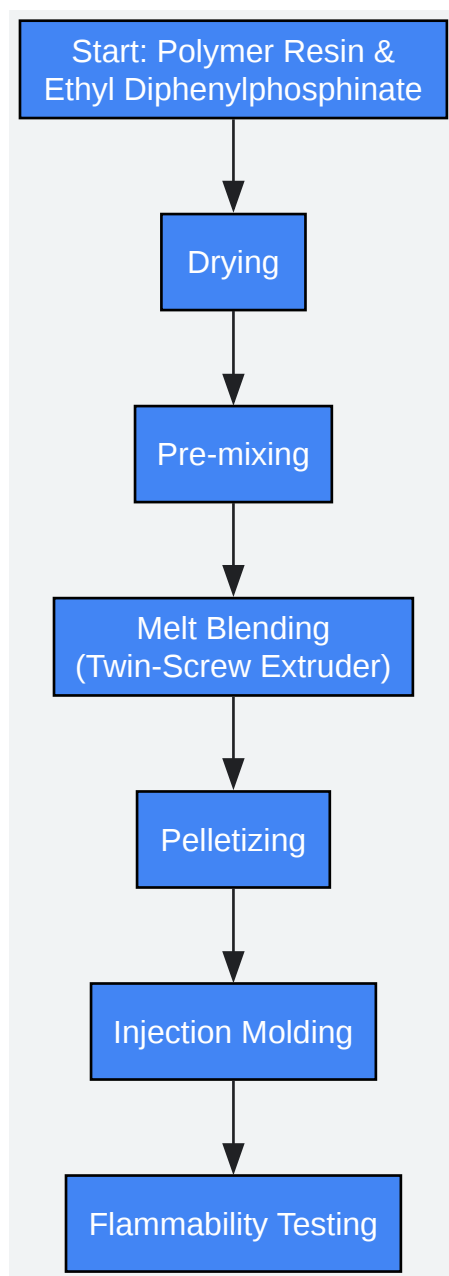 Start: Polymer Resin &
Ethyl Diphenylphosphinate
Drying
Pre-mixing
Melt Blending
(Twin-Screw Extruder)
Pelletizing
Injection Molding
Flammability Testing